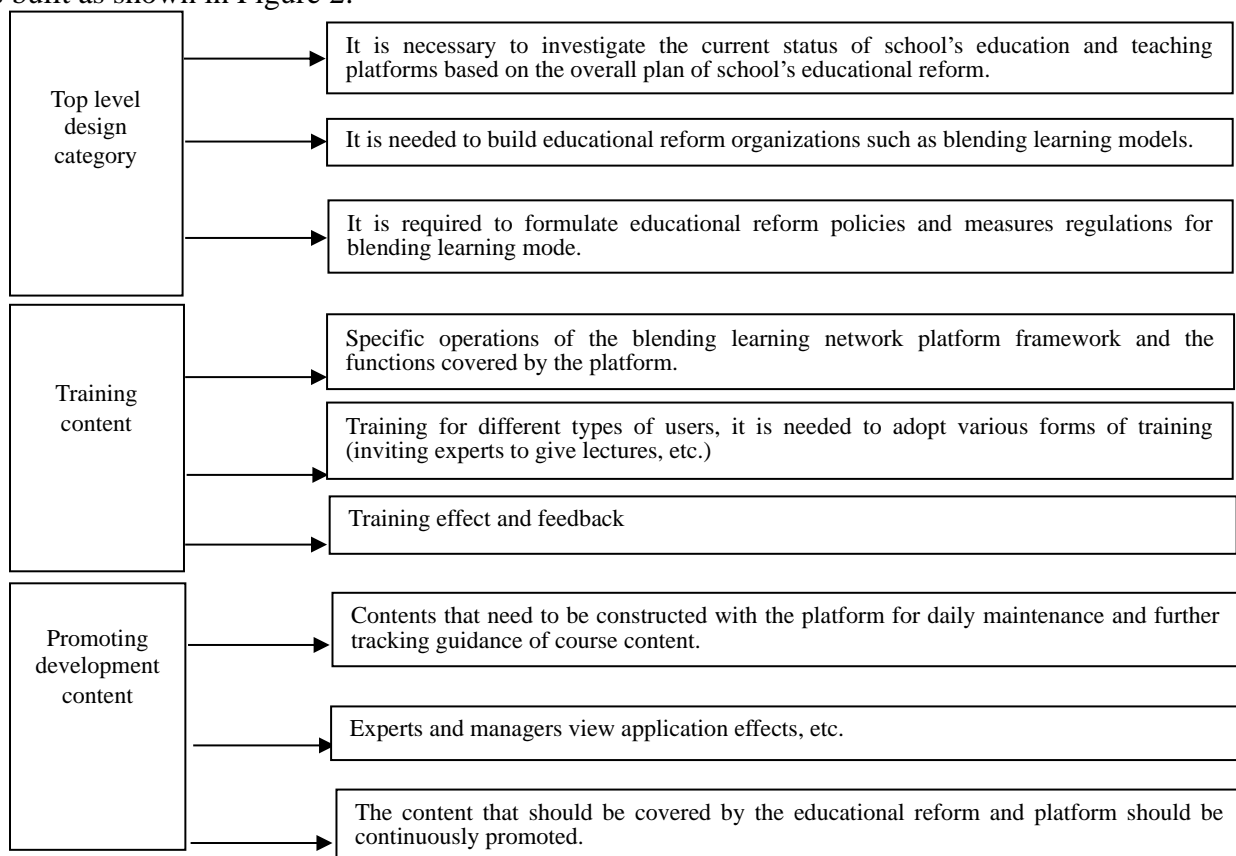 built as shown in Figure 2.
It is necessary to investigate the current status of school's education and teaching
platforms based on the overall plan of school's educational reform.
Top level
design
category
It is needed to build educational reform organizations such as blending learning models.
It is required to formulate educational reform policies and measures regulations for
blending learning mode.
Specific operations of the blending learning network platform framework and the
functions covered by the platform.
Training
content
Training for different types of users, it is needed to adopt various forms of training
(inviting experts to give lectures, etc.)
Training effect and feedback
Contents that need to be constructed with the platform for daily maintenance and further
tracking guidance of course content.
Promoting
development
content
Experts and managers view application effects, etc.
The content that should be covered by the educational reform and platform should be
continuously promoted.